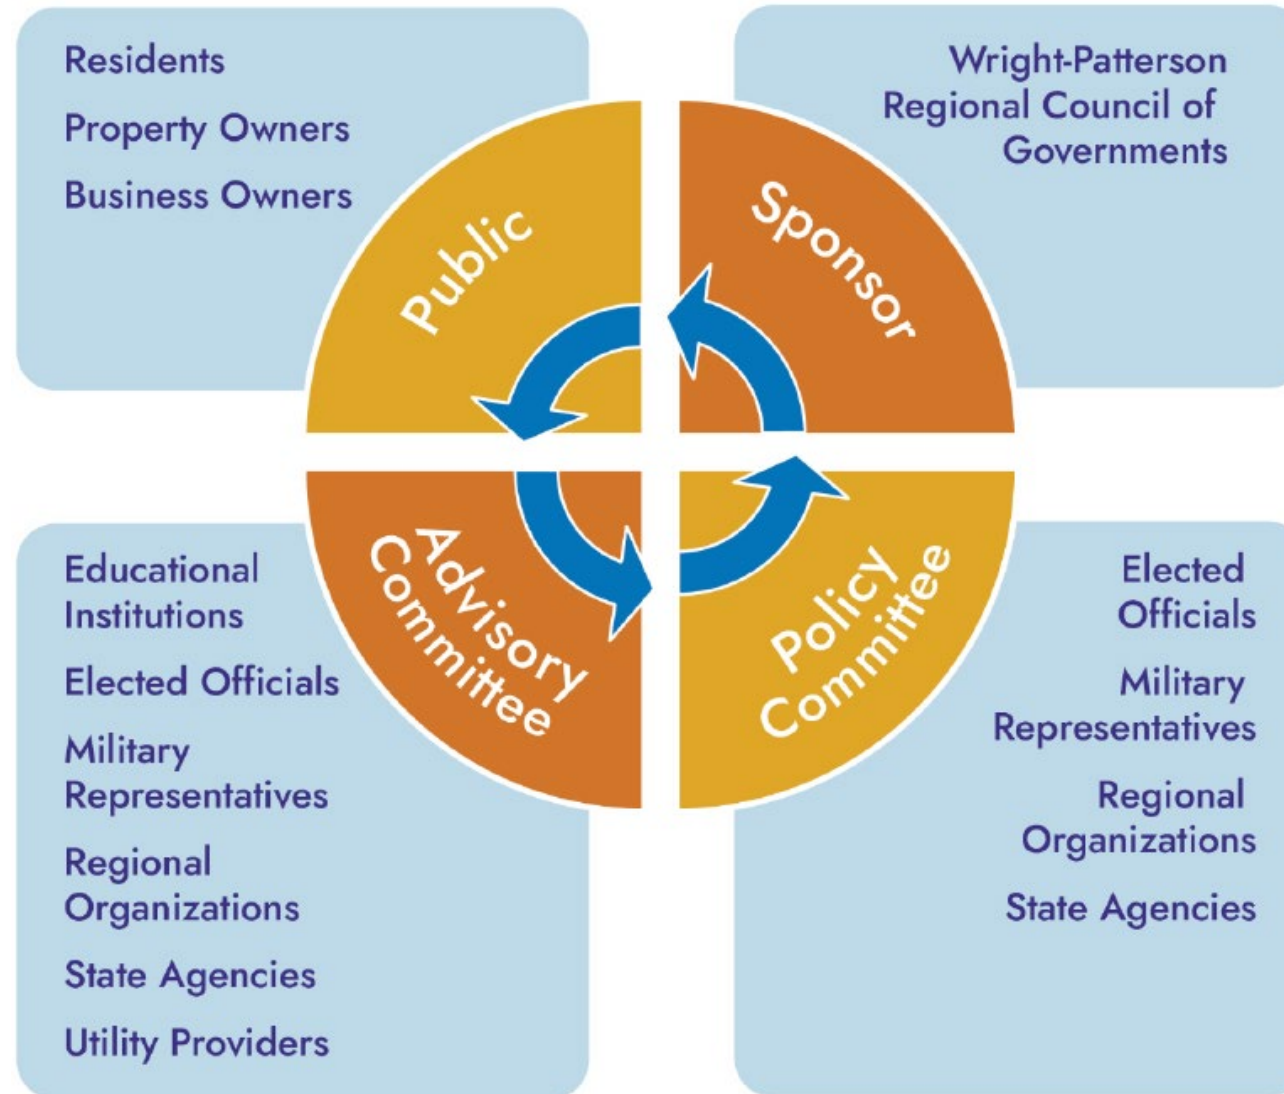 Residents
Property Owners
Business Owners
Public
Wright-Patterson
Regional Council of
Governments
Sponsor
Educational
Institutions
Elected Officials
Military
Representatives
Regional
Organizations
State Agencies
Utility Providers
Advisory
Committee
Policy
Committee
Elected
Officials
Military
Representatives
Regional
Organizations
State Agencies